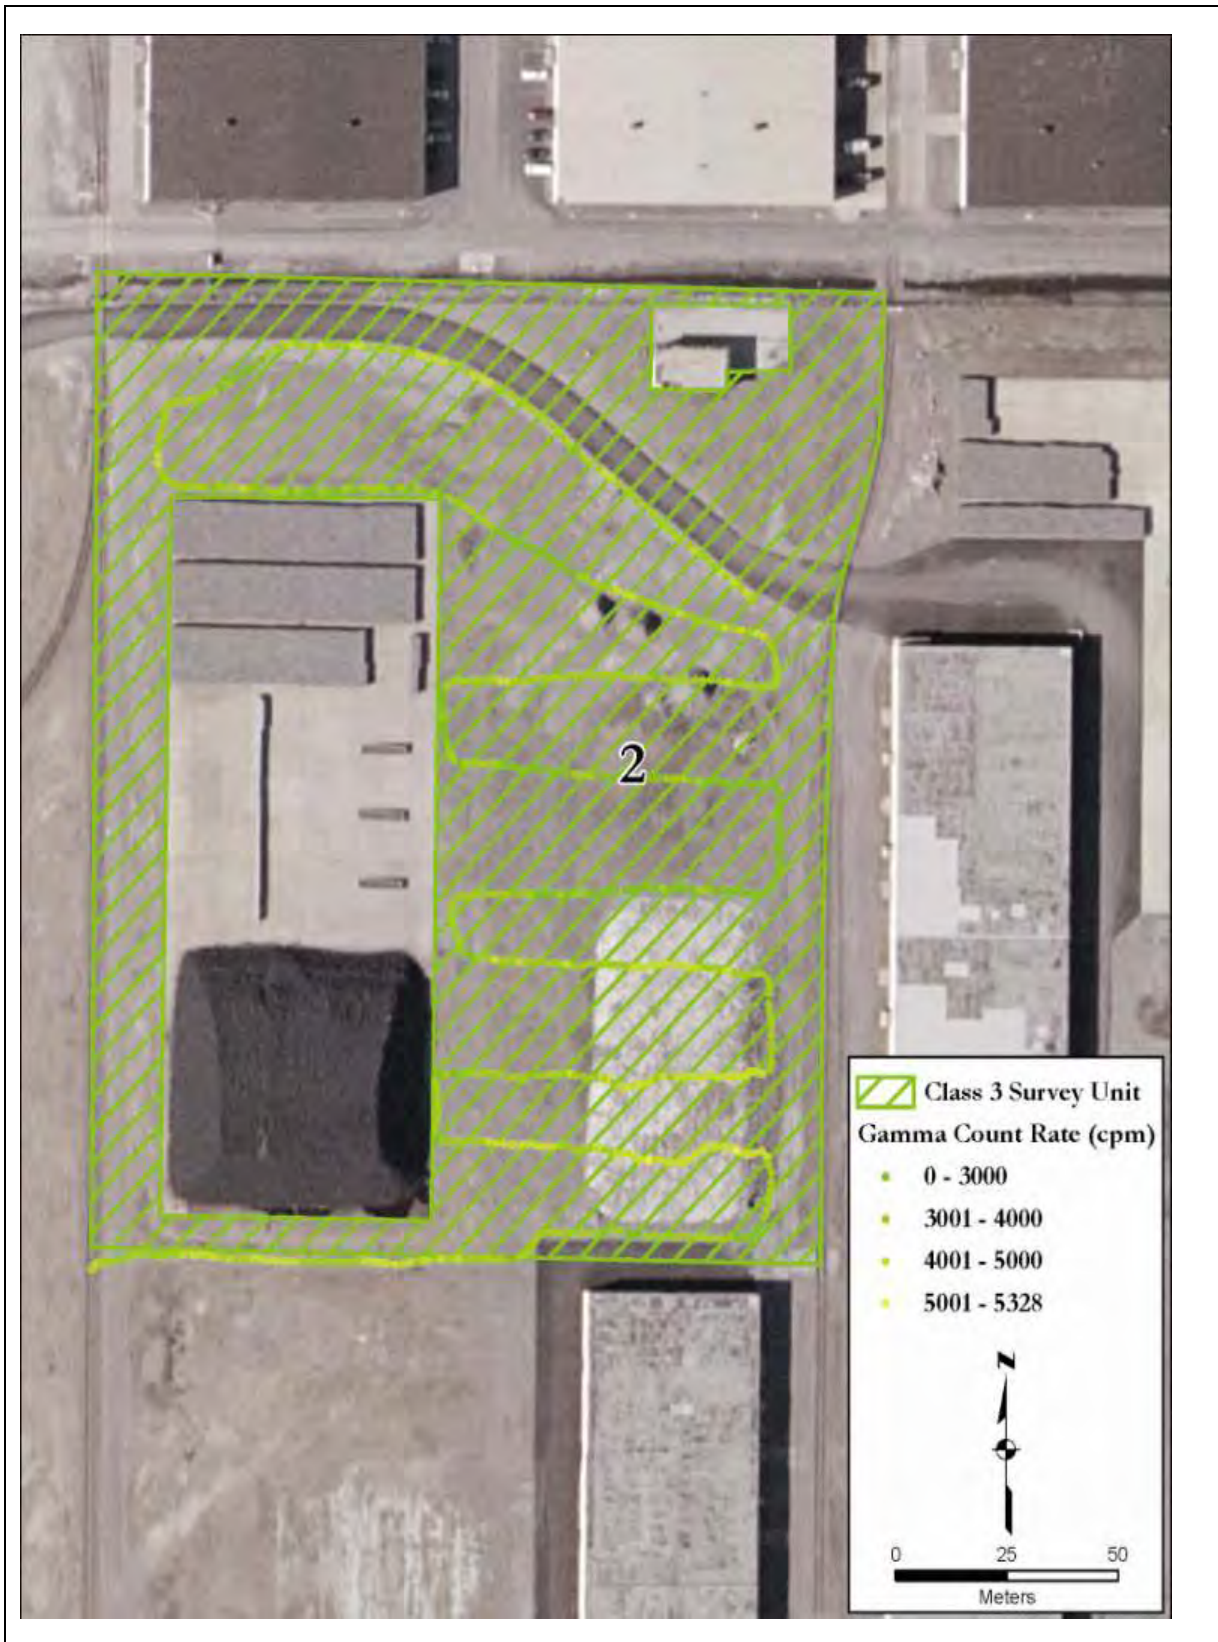 2
Class 3 Survey Unit
Gamma Count Rate (cpm)
0 - 3000
3001 - 4000
4001 - 5000
5001 - 5328
N
0 25 50
Meters